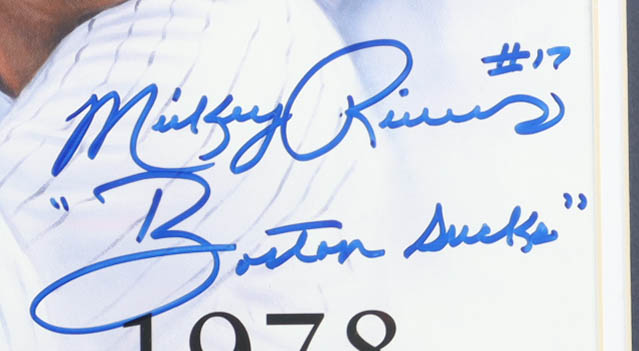 #17
Mickey Rivers
"Boston Sucks"
1978